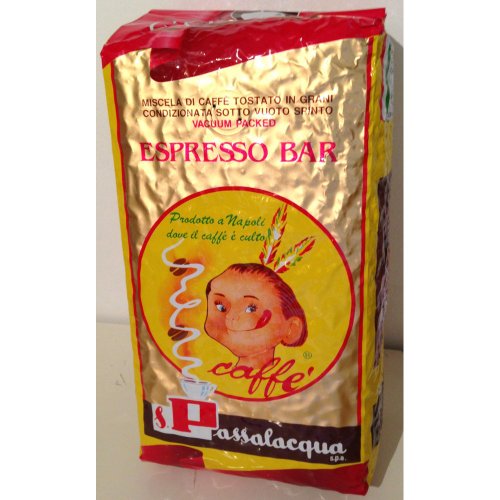 MISCELA DI CAFFÈ TOSTATO IN GRANI
CONDIZIONATA SOTTO VUOTO SPINTO
VACUUM PACKED
ESPRESSO BAR
Prodotto a Napoli
dove il caffè è culto!
caffè ®
S. Passalacqua
s.p.a.